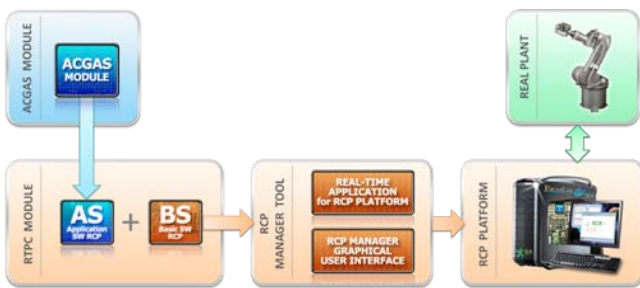 ACGAS MODULE
ACGAS
MODULE
REAL PLANT
RTPC MODULE
AS
Application
SW RCP
+
BS
Basic SW
RCP
RCP
MANAGER TOOL
REAL-TIME
APPLICATION
for RCP PLATFORM
RCP MANAGER
GRAPHICAL
USER INTERFACE
RCP PLATFORM